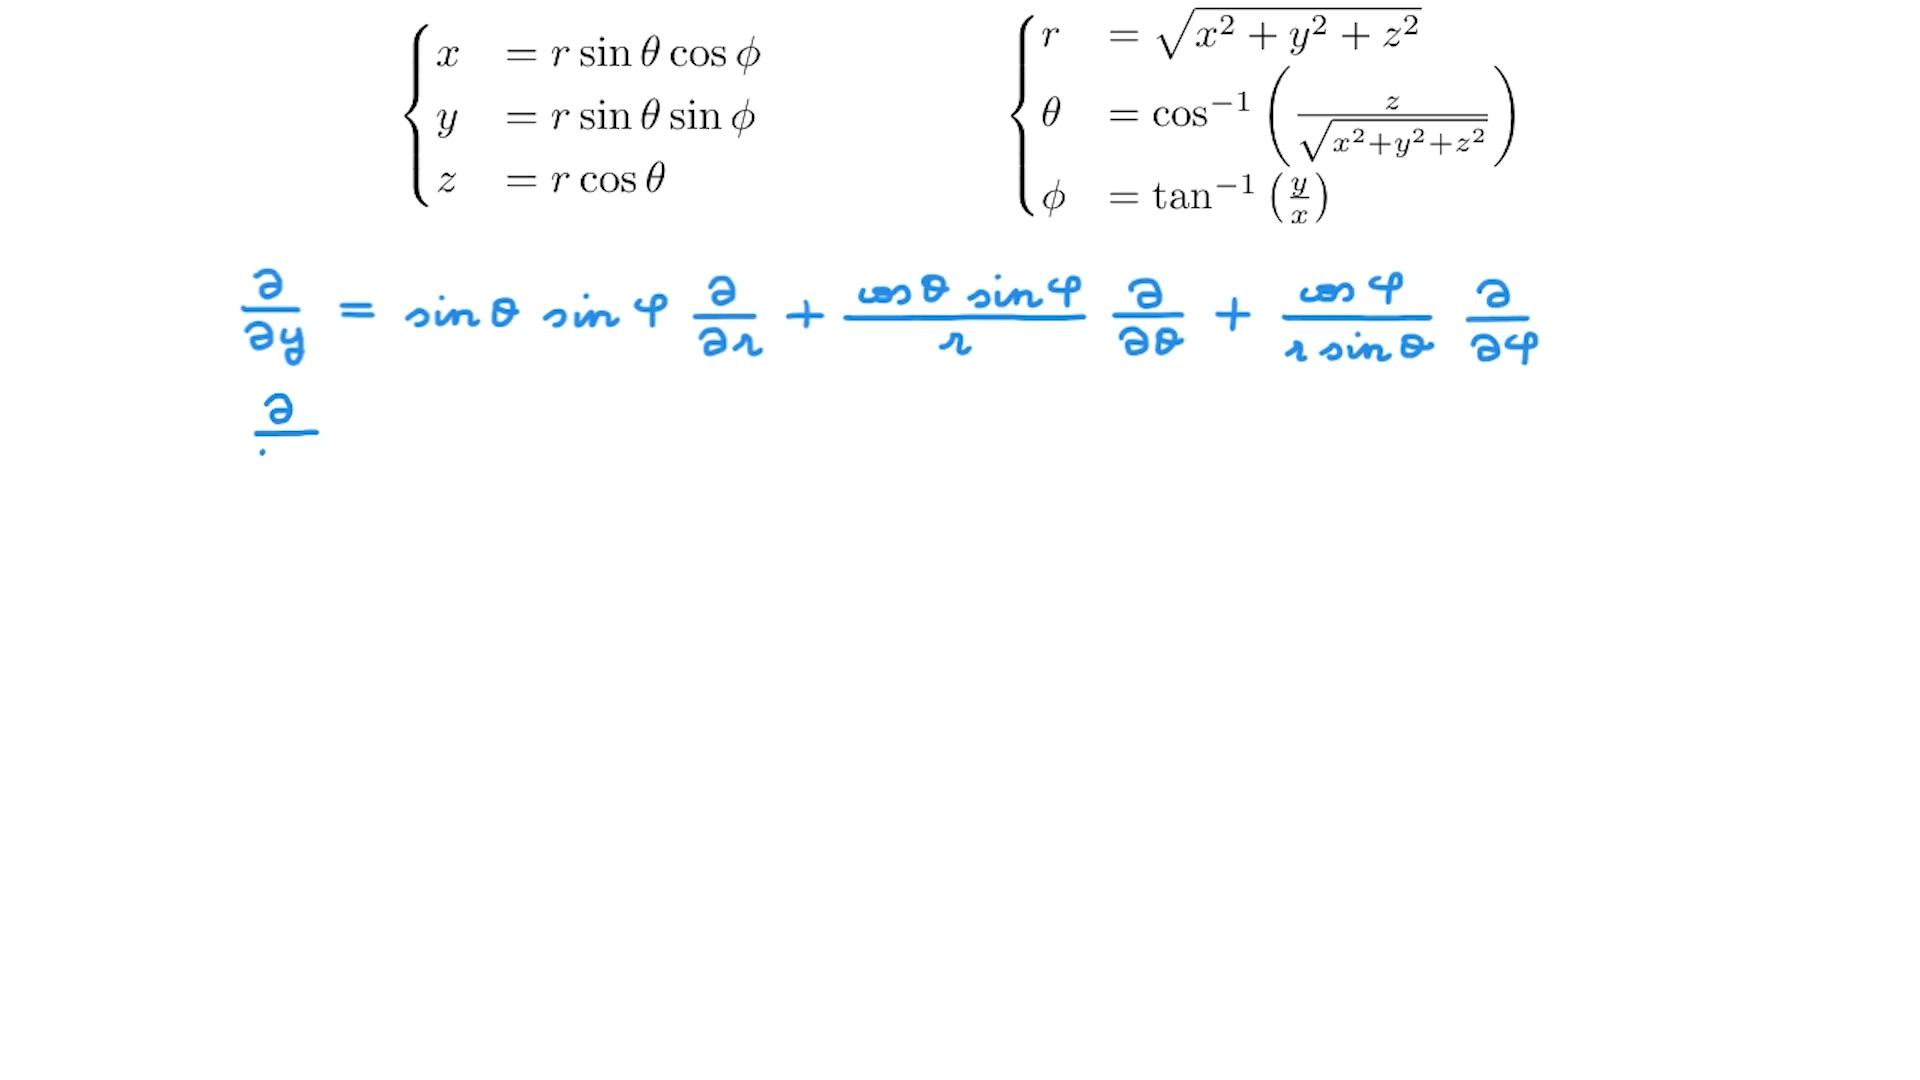 x = r sin θ cos ϕ
y = r sin θ sin ϕ
z = r cos θ
r = √(x² + y² + z²)
θ = cos⁻¹ (z / √(x²+y²+z²))
ϕ = tan⁻¹ (y/x)
∂/∂y = sin θ sin φ ∂/∂r + (cos θ sin φ)/r ∂/∂θ + (cos φ)/(r sin θ) ∂/∂φ
∂